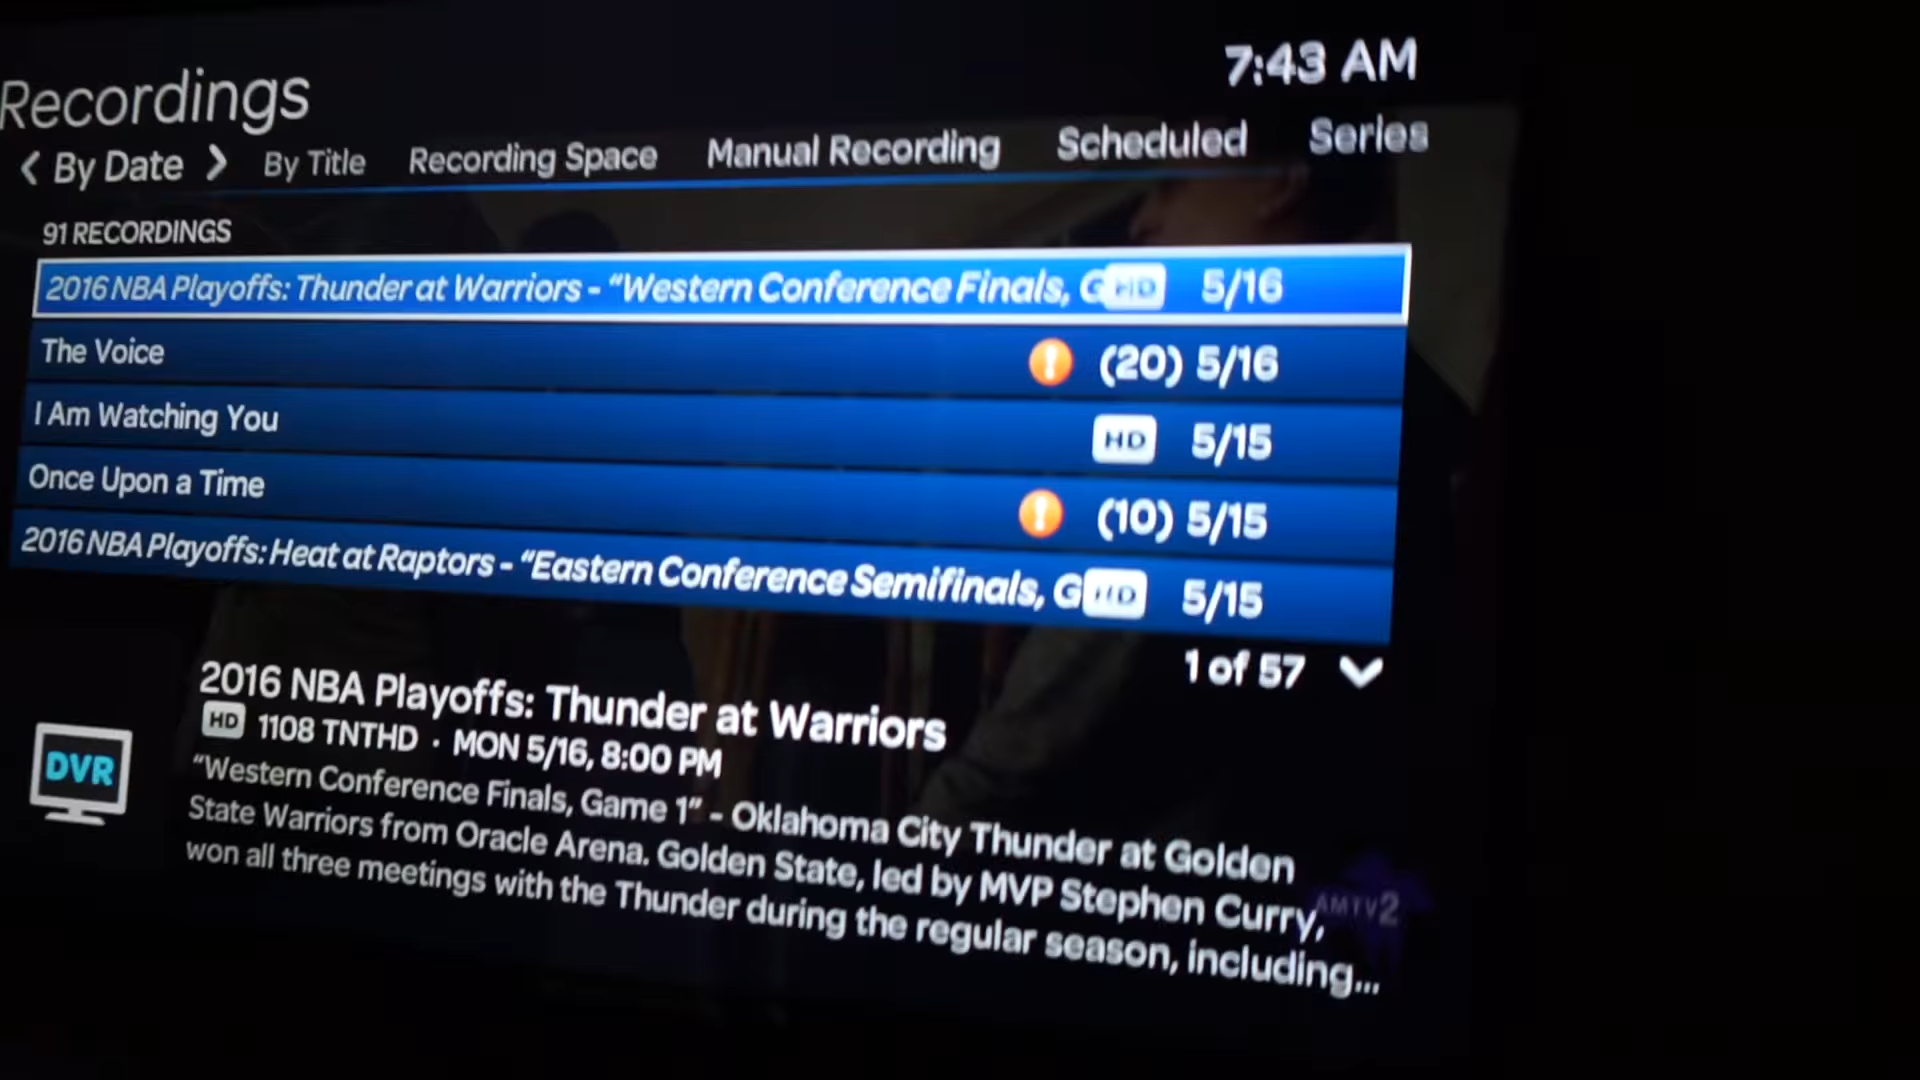 7:43 AM
Recordings
< By Date > By Title Recording Space Manual Recording Scheduled Series
91 RECORDINGS
2016 NBA Playoffs: Thunder at Warriors - “Western Conference Finals, G HD 5/16
The Voice ! (20) 5/16
I Am Watching You HD 5/15
Once Upon a Time ! (10) 5/15
2016 NBA Playoffs: Heat at Raptors - “Eastern Conference Semifinals, G HD 5/15
1 of 57
2016 NBA Playoffs: Thunder at Warriors
HD 1108 TNTHD · MON 5/16, 8:00 PM
DVR
“Western Conference Finals, Game 1” - Oklahoma City Thunder at Golden
State Warriors from Oracle Arena. Golden State, led by MVP Stephen Curry,
won all three meetings with the Thunder during the regular season, including...
AMTV2